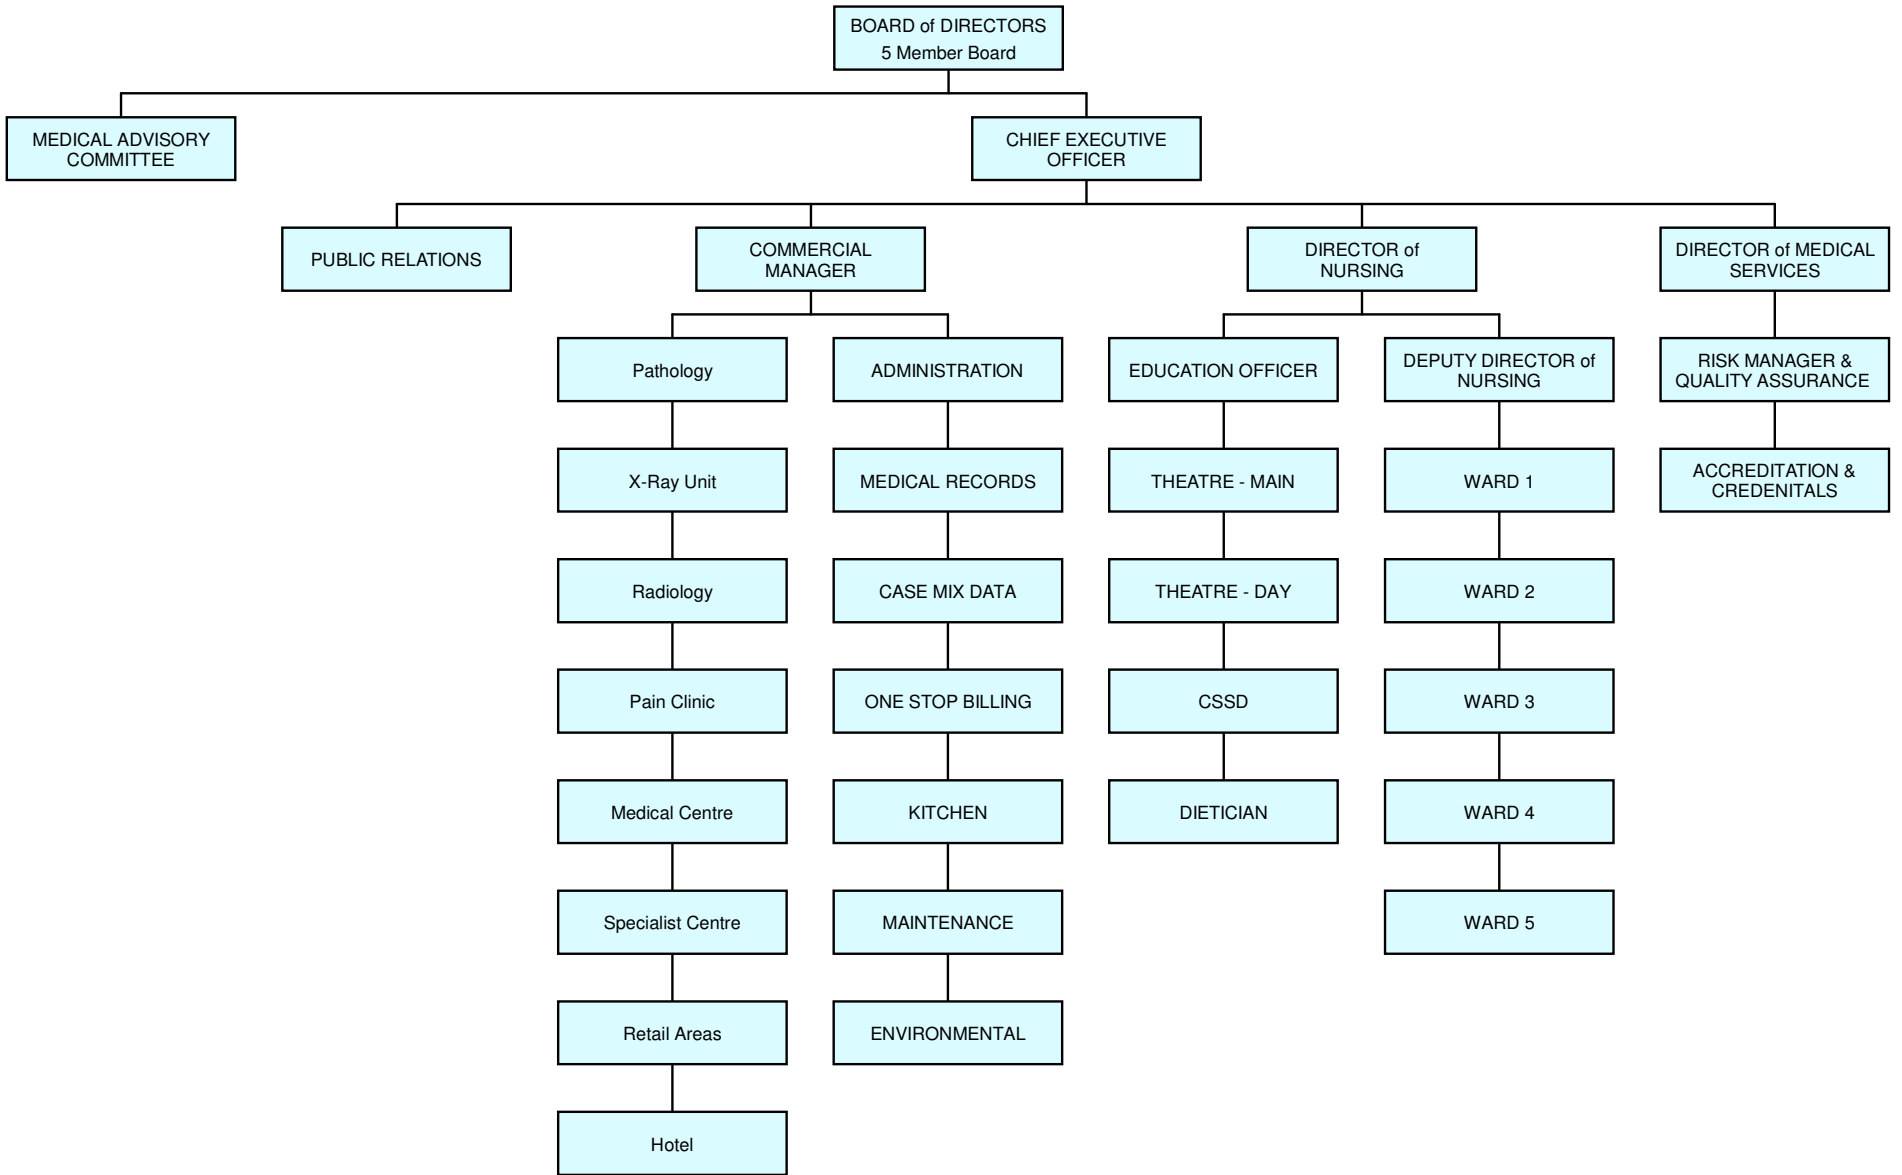 BOARD of DIRECTORS
5 Member Board
MEDICAL ADVISORY
COMMITTEE
CHIEF EXECUTIVE
OFFICER
PUBLIC RELATIONS
COMMERCIAL
MANAGER
DIRECTOR of
NURSING
DIRECTOR of MEDICAL
SERVICES
Pathology
ADMINISTRATION
EDUCATION OFFICER
DEPUTY DIRECTOR of
NURSING
RISK MANAGER &
QUALITY ASSURANCE
X-Ray Unit
MEDICAL RECORDS
THEATRE - MAIN
WARD 1
ACCREDITATION &
CREDENITALS
Radiology
CASE MIX DATA
THEATRE - DAY
WARD 2
Pain Clinic
ONE STOP BILLING
CSSD
WARD 3
Medical Centre
KITCHEN
DIETICIAN
WARD 4
Specialist Centre
MAINTENANCE
WARD 5
Retail Areas
ENVIRONMENTAL
Hotel